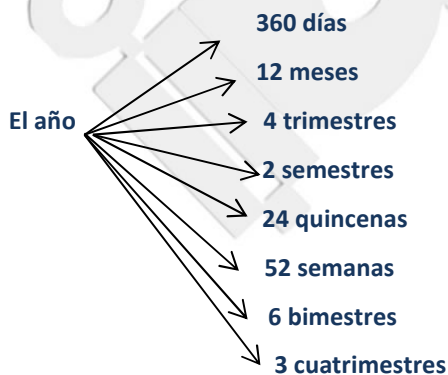 360 días
12 meses
El año
4 trimestres
2 semestres
24 quincenas
52 semanas
6 bimestres
3 cuatrimestres